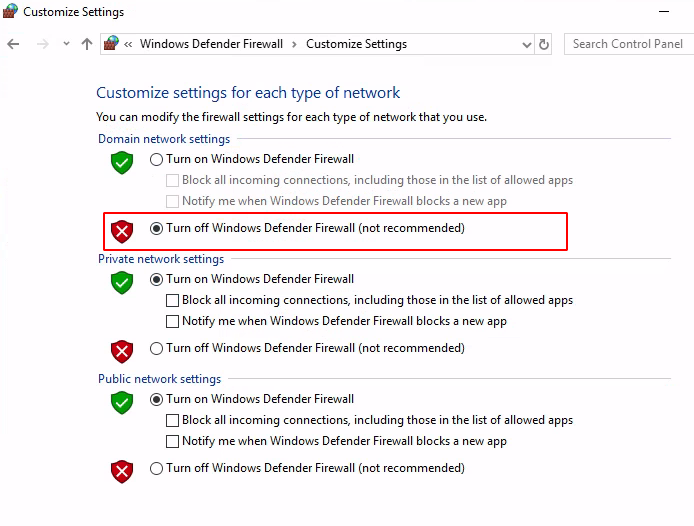 Customize Settings
« Windows Defender Firewall › Customize Settings
Search Control Panel
Customize settings for each type of network
You can modify the firewall settings for each type of network that you use.
Domain network settings
Turn on Windows Defender Firewall
Block all incoming connections, including those in the list of allowed apps
Notify me when Windows Defender Firewall blocks a new app
Turn off Windows Defender Firewall (not recommended)
Private network settings
Turn on Windows Defender Firewall
Block all incoming connections, including those in the list of allowed apps
Notify me when Windows Defender Firewall blocks a new app
Turn off Windows Defender Firewall (not recommended)
Public network settings
Turn on Windows Defender Firewall
Block all incoming connections, including those in the list of allowed apps
Notify me when Windows Defender Firewall blocks a new app
Turn off Windows Defender Firewall (not recommended)